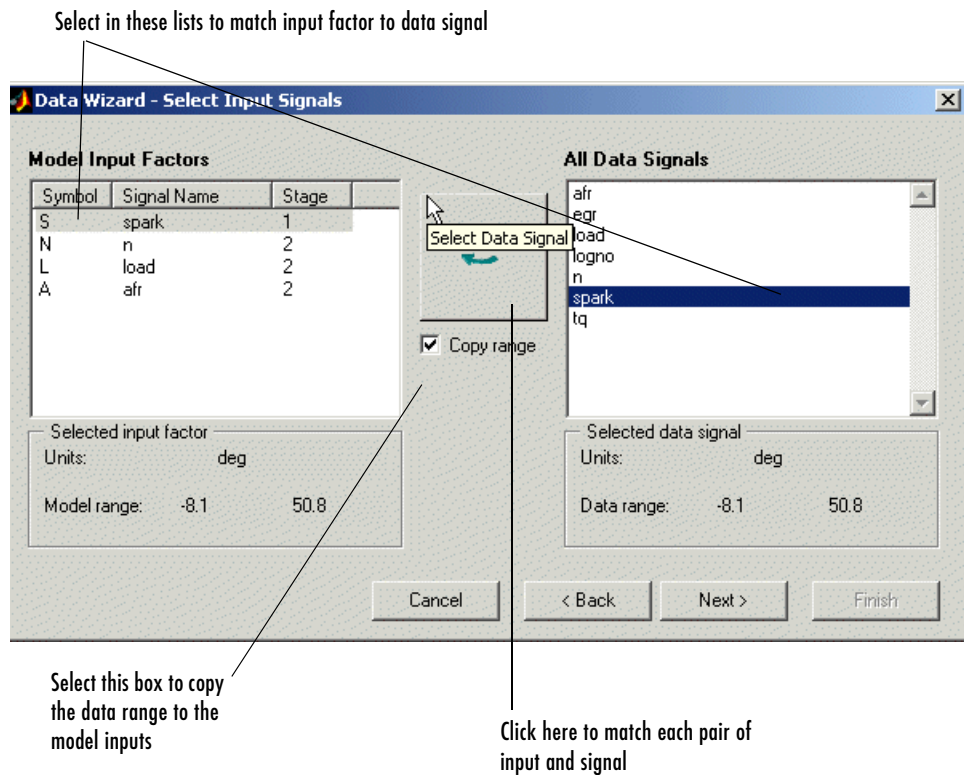 Select in these lists to match input factor to data signal
Data Wizard - Select Input Signals
Model Input Factors
Symbol Signal Name Stage
S spark 1
N n 2
L load 2
A afr 2
Select Data Signal
Copy range
All Data Signals
afr
egr
load
logno
n
spark
tq
Selected input factor
Units: deg
Model range: -8.1 50.8
Selected data signal
Units: deg
Data range: -8.1 50.8
Cancel
< Back
Next >
Finish
Select this box to copy
the data range to the
model inputs
Click here to match each pair of
input and signal